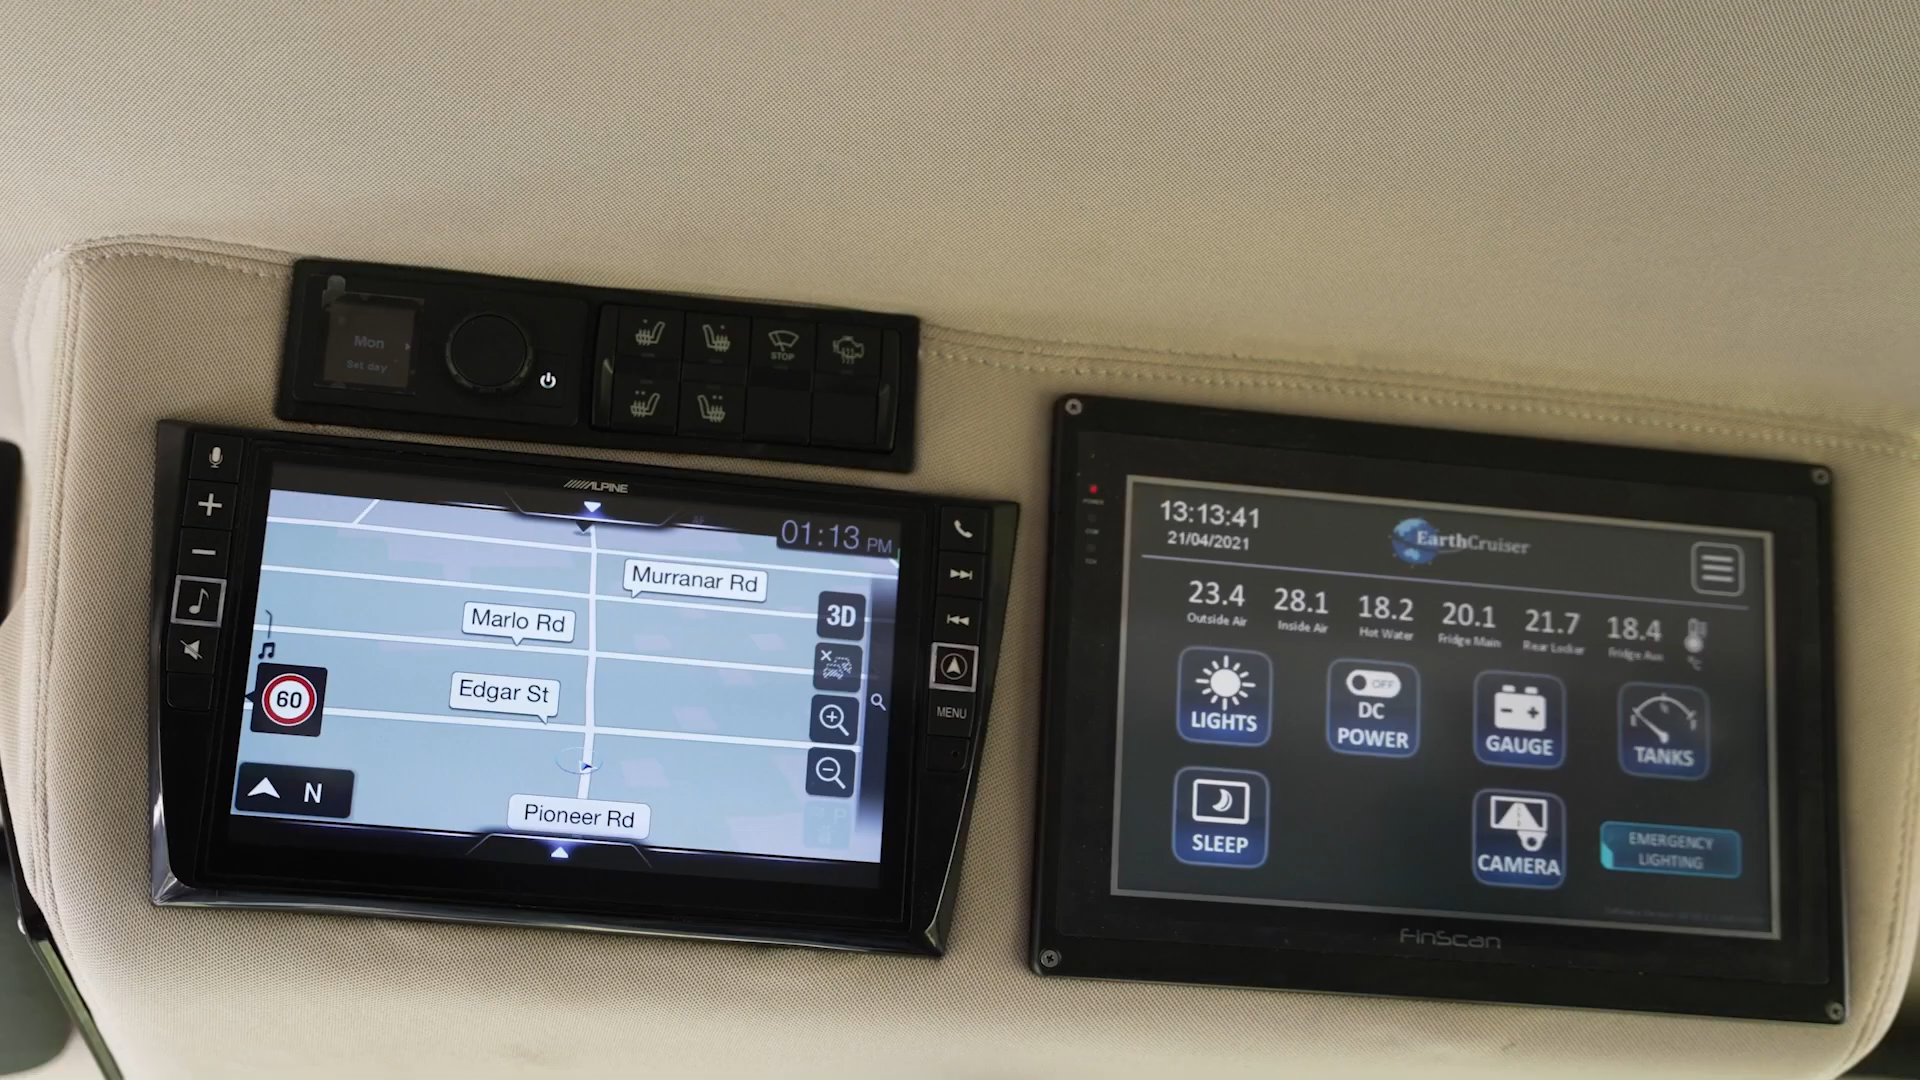 Mon
Set day
STOP
ALPINE
01:13 PM
Murranar Rd
Marlo Rd
3D
Edgar St
60
N
Pioneer Rd
MENU
POWER
13:13:41
21/04/2021
EarthCruiser
23.4 28.1 18.2 20.1 21.7 18.4
Outside Air Inside Air Hot Water Fridge Main Rear Locker Fridge Aux
°C
LIGHTS
OFF
DC
POWER
GAUGE
TANKS
SLEEP
CAMERA
EMERGENCY
LIGHTING
FinScan